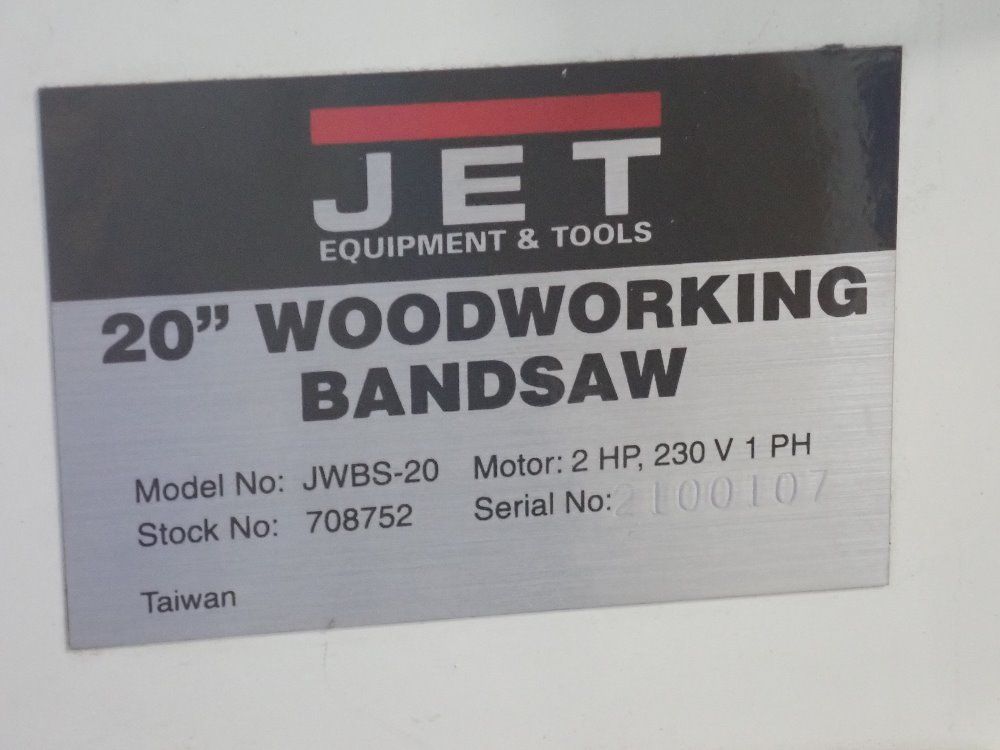 JET
EQUIPMENT & TOOLS
20” WOODWORKING
BANDSAW
Model No: JWBS-20 Motor: 2 HP, 230 V 1 PH
Stock No: 708752 Serial No: 2100107
Taiwan